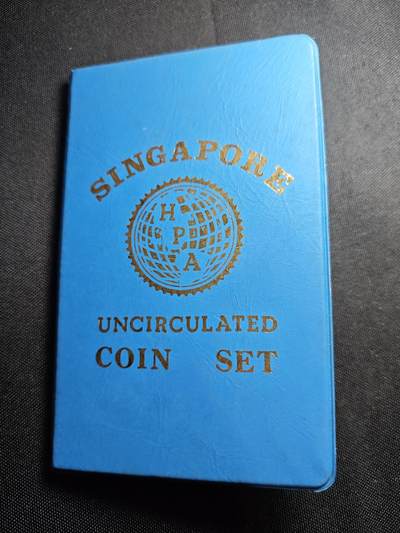 SINGAPORE
H
P
A
UNCIRCULATED
COIN SET